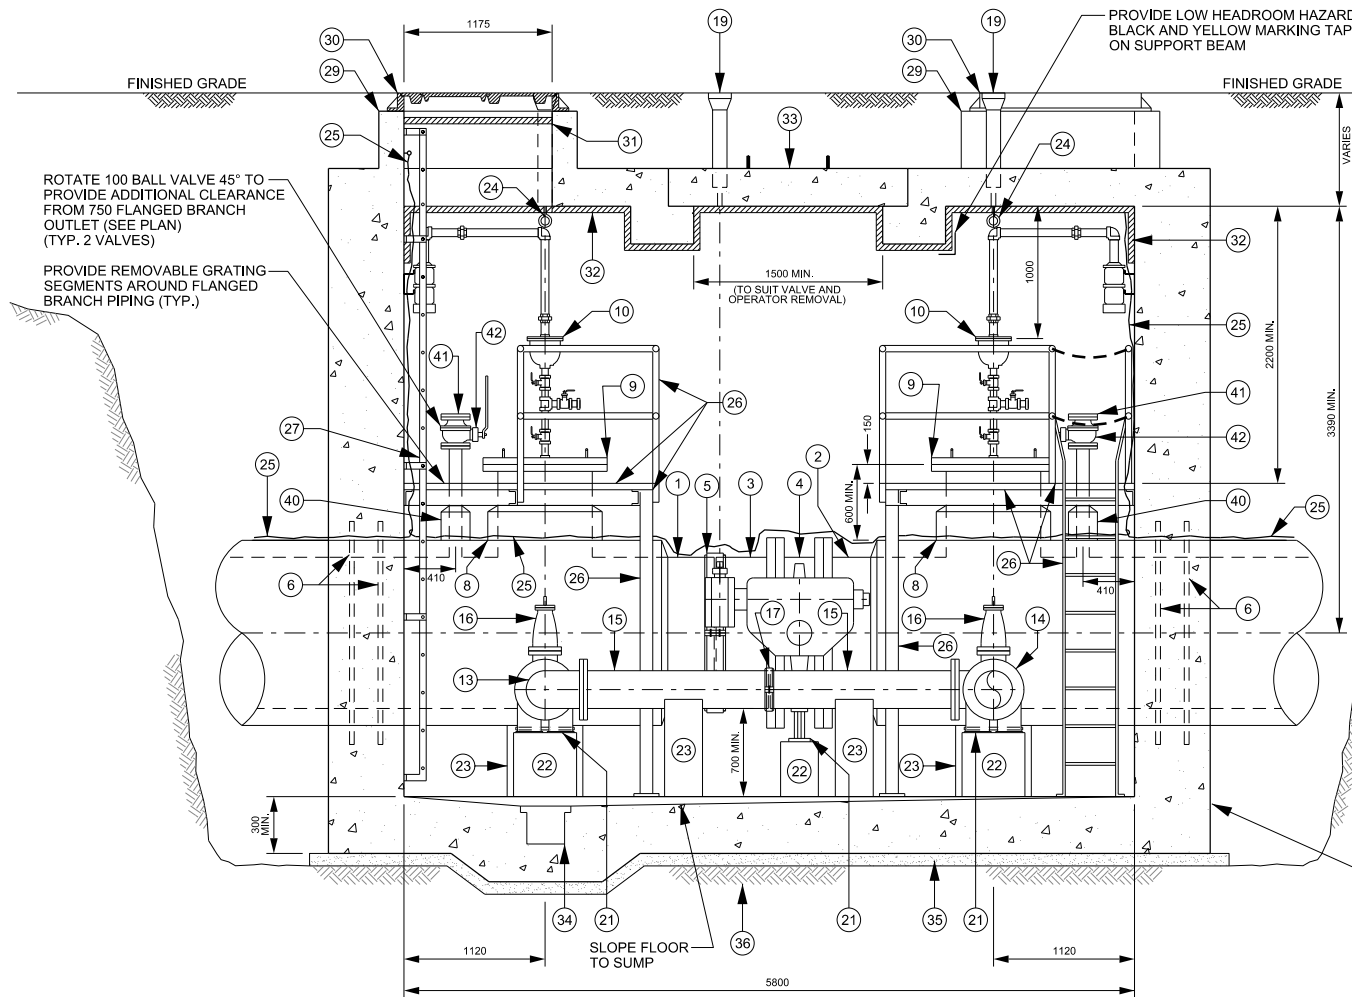 1175
19
PROVIDE LOW HEADROOM HAZARD
BLACK AND YELLOW MARKING TAP
ON SUPPORT BEAM
30
30
19
29
29
FINISHED GRADE
FINISHED GRADE
VARIES
25
31
33
24
24
ROTATE 100 BALL VALVE 45° TO
PROVIDE ADDITIONAL CLEARANCE
FROM 750 FLANGED BRANCH
OUTLET (SEE PLAN)
(TYP. 2 VALVES)
32
32
PROVIDE REMOVABLE GRATING
SEGMENTS AROUND FLANGED
BRANCH PIPING (TYP.)
1500 MIN.
(TO SUIT VALVE AND
OPERATOR REMOVAL)
1000
10
10
42
41
25
2200 MIN.
3390 MIN.
9
9
26
41
42
150
27
25
1
5
3
4
2
600 MIN.
40
40
25
6
410
8
25
26
8
26
410
6
16
15
17
15
16
14
26
13
23
22
23
700 MIN.
22
23
23
22
300
MIN.
34
21
36
21
35
21
SLOPE FLOOR
TO SUMP
1120
1120
5800